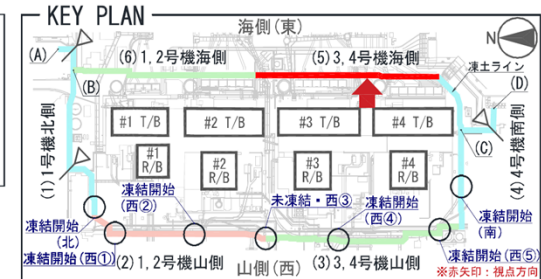 KEY PLAN
海側(東)
N
(A)
(6)1,2号機海側
(5)3,4号機海側
凍土ライン
(D)
(B)
#1 T/B
#2 T/B
#3 T/B
#4 T/B
(C)
(1)1号機北側
#1
R/B
#2
R/B
#3
R/B
#4
R/B
(4)4号機南側
凍結開始
(西②)
未凍結・西③
凍結開始
(西④)
凍結開始
(南)
凍結開始
(北)
凍結開始(西①)
(2)1,2号機山側
山側(西)
(3)3,4号機山側
凍結開始(西⑤)
※赤矢印:視点方向